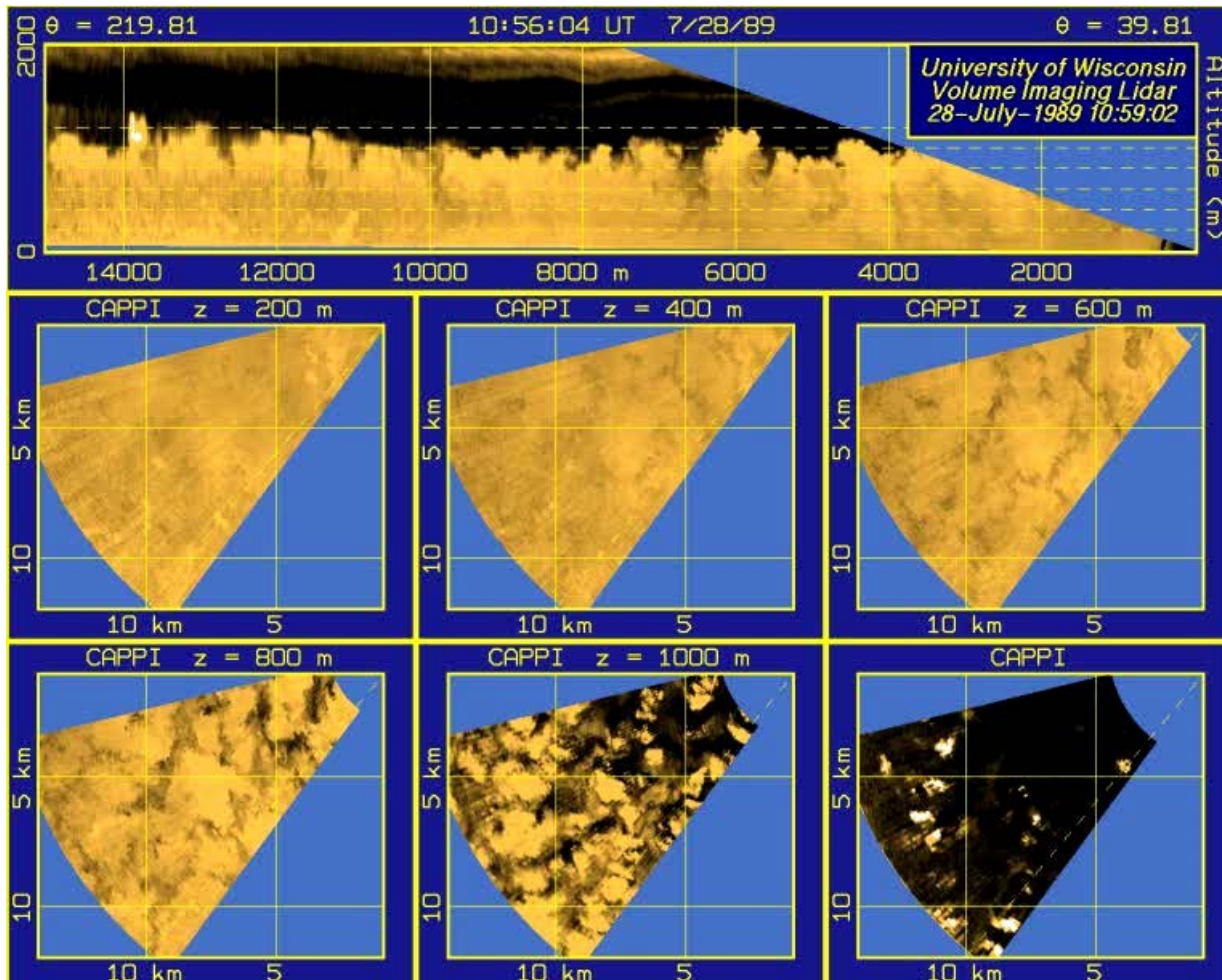 θ = 219.81 10:56:04 UT 7/28/89 θ = 39.81
2000
0
University of Wisconsin
Volume Imaging Lidar
28-July-1989 10:59:02
Altitude (m)
14000 12000 10000 8000 m 6000 4000 2000
CAPPI z = 200 m
5 km
10
10 km 5
CAPPI z = 400 m
5 km
10
10 km 5
CAPPI z = 600 m
5 km
10
10 km 5
CAPPI z = 800 m
5 km
10
10 km 5
CAPPI z = 1000 m
5 km
10
10 km 5
CAPPI
5 km
10
10 km 5